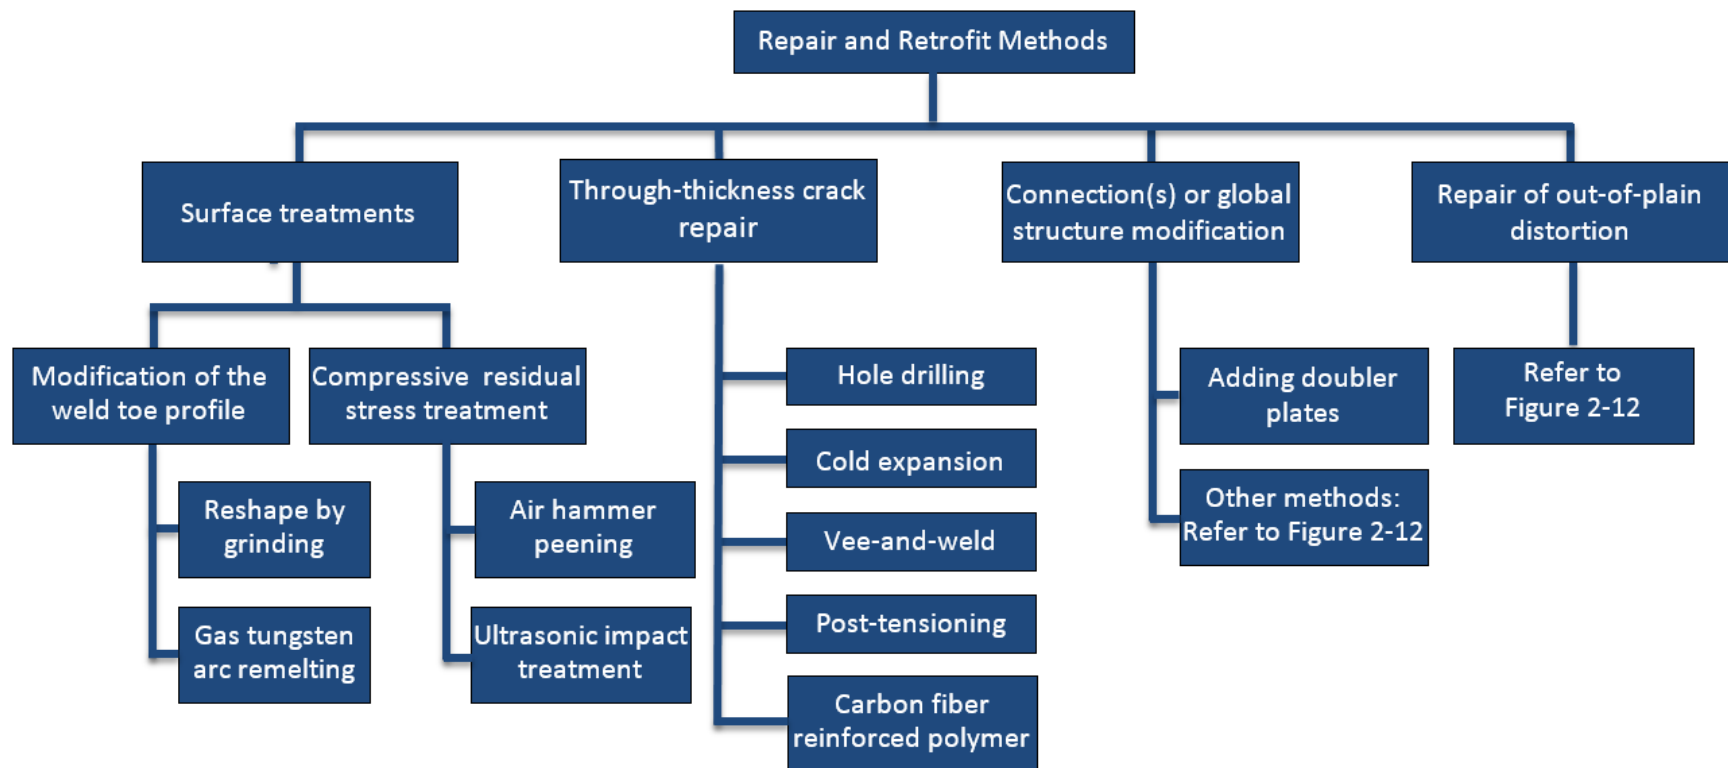 Repair and Retrofit Methods
Surface treatments
Through-thickness crack
repair
Connection(s) or global
structure modification
Repair of out-of-plain
distortion
Modification of the
weld toe profile
Compressive residual
stress treatment
Reshape by
grinding
Gas tungsten
arc remelting
Air hammer
peening
Ultrasonic impact
treatment
Hole drilling
Cold expansion
Vee-and-weld
Post-tensioning
Carbon fiber
reinforced polymer
Adding doubler
plates
Other methods:
Refer to Figure 2-12
Refer to
Figure 2-12